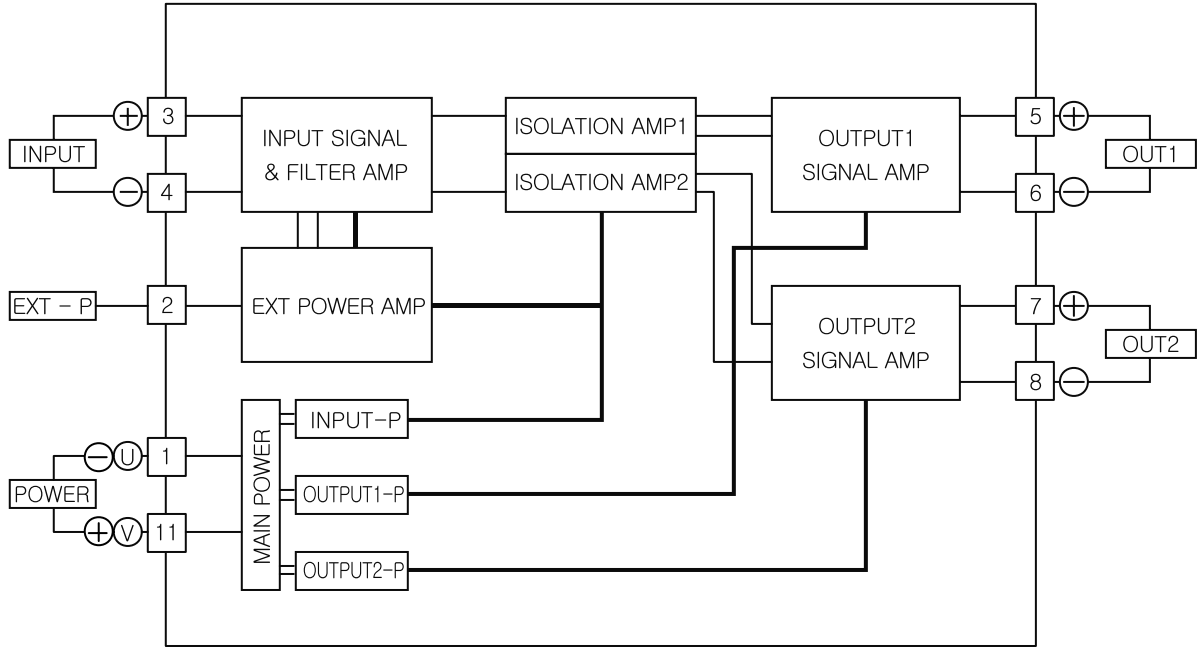 3
INPUT SIGNAL
& FILTER AMP
ISOLATION AMP1
ISOLATION AMP2
OUTPUT1
SIGNAL AMP
5
INPUT
OUT1
4
6
EXT - P
2
EXT POWER AMP
OUTPUT2
SIGNAL AMP
7
OUT2
8
INPUT-P
U
1
POWER
MAIN POWER
OUTPUT1-P
V
11
OUTPUT2-P